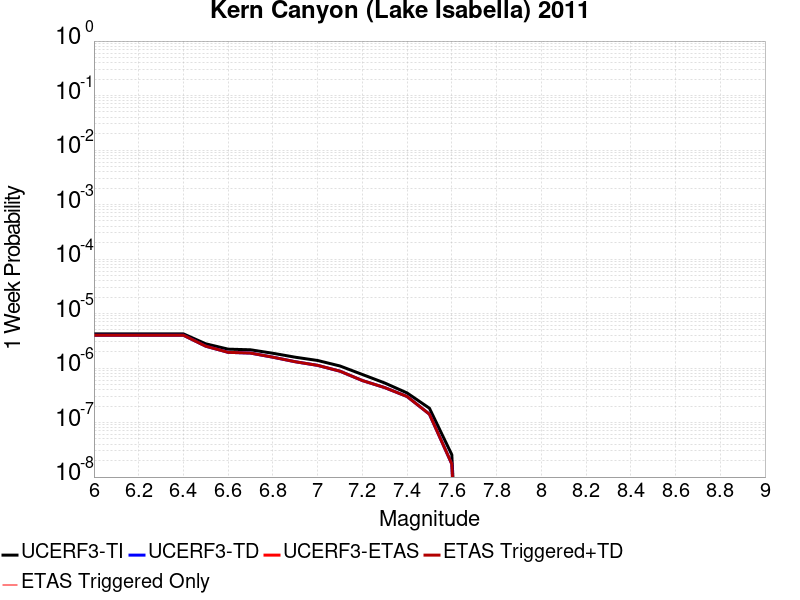 Kern Canyon (Lake Isabella) 2011
10^0
10^-1
10^-2
10^-3
10^-4
10^-5
10^-6
10^-7
10^-8
1 Week Probability
6 6.2 6.4 6.6 6.8 7 7.2 7.4 7.6 7.8 8 8.2 8.4 8.6 8.8 9
Magnitude
UCERF3-TI UCERF3-TD UCERF3-ETAS ETAS Triggered+TD
ETAS Triggered Only